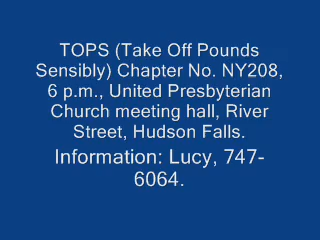 TOPS (Take Off Pounds
Sensibly) Chapter No. NY208,
6 p.m., United Presbyterian
Church meeting hall, River
Street, Hudson Falls.
Information: Lucy, 747-
6064.